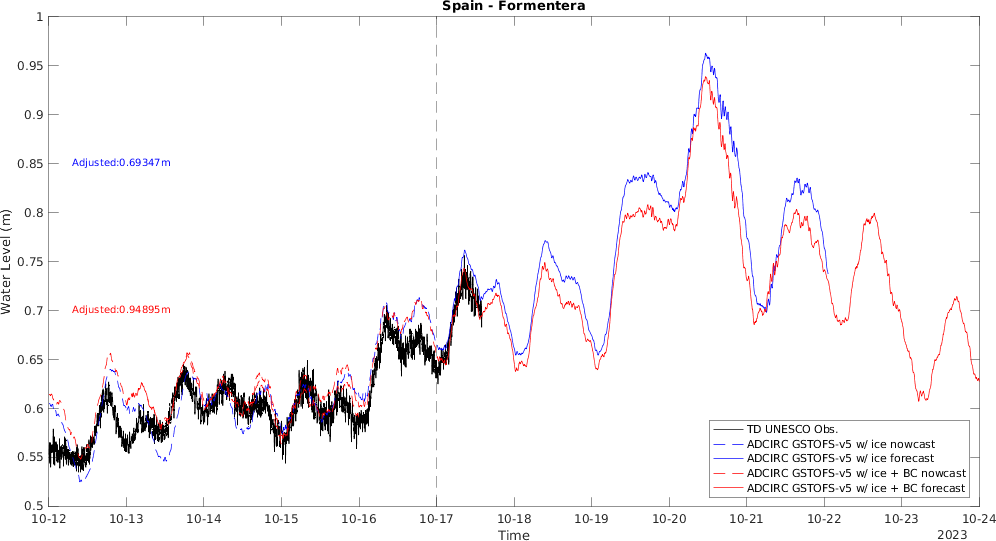 Spain - Formentera
1
0.95
0.9
0.85
0.8
0.75
0.7
0.65
0.6
0.55
0.5
Water Level (m)
Adjusted:0.69347m
Adjusted:0.94895m
TD UNESCO Obs.
ADCIRC GSTOFS-v5 w/ ice nowcast
ADCIRC GSTOFS-v5 w/ ice forecast
ADCIRC GSTOFS-v5 w/ ice + BC nowcast
ADCIRC GSTOFS-v5 w/ ice + BC forecast
10-12 10-13 10-14 10-15 10-16 10-17 10-18 10-19 10-20 10-21 10-22 10-23 10-24
Time
2023